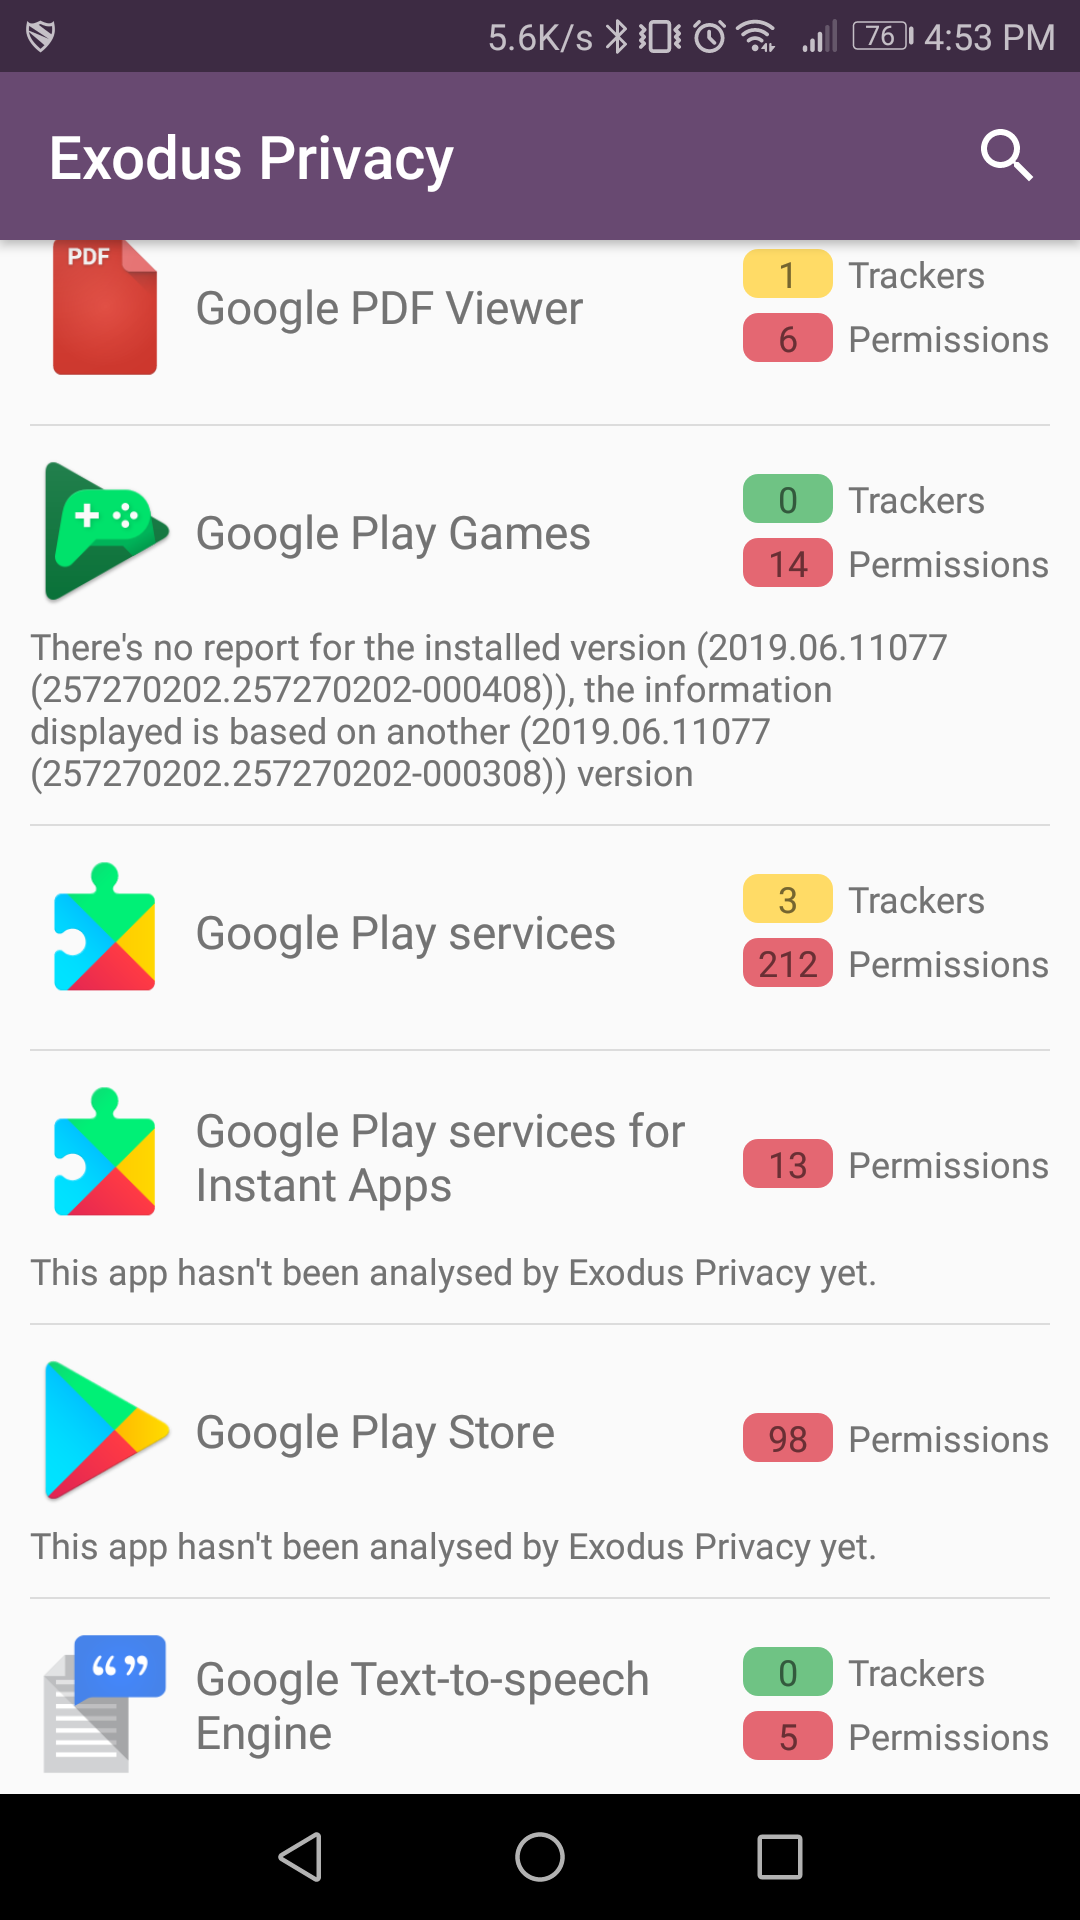 5.6K/s 76 4:53 PM
Exodus Privacy
PDF
Google PDF Viewer
1 Trackers
6 Permissions
Google Play Games
0 Trackers
14 Permissions
There's no report for the installed version (2019.06.11077
(257270202.257270202-000408)), the information
displayed is based on another (2019.06.11077
(257270202.257270202-000308)) version
Google Play services
3 Trackers
212 Permissions
Google Play services for
Instant Apps
13 Permissions
This app hasn't been analysed by Exodus Privacy yet.
Google Play Store
98 Permissions
This app hasn't been analysed by Exodus Privacy yet.
Google Text-to-speech
Engine
0 Trackers
5 Permissions